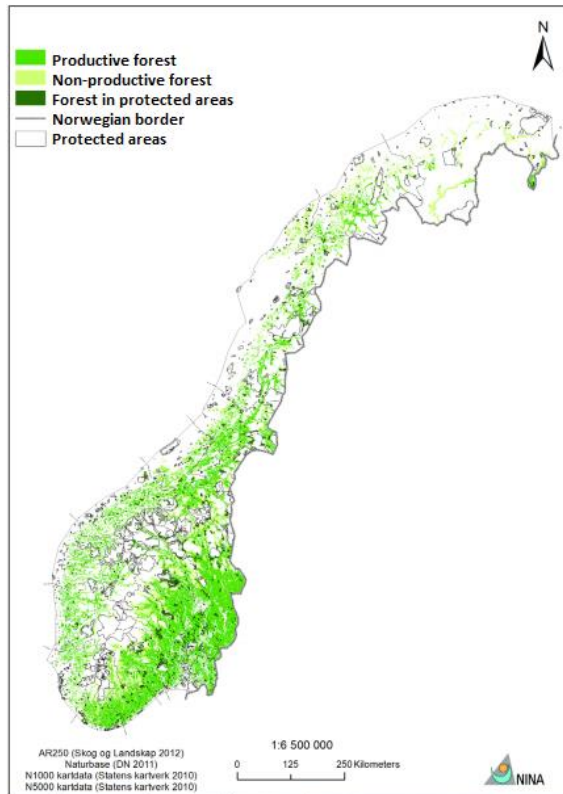 N
Productive forest
Non-productive forest
Forest in protected areas
Norwegian border
Protected areas
AR250 (Skog og Landskap 2012)
Naturbase (DN 2011)
N1000 kartdata (Statens kartverk 2010)
N5000 kartdata (Statens kartverk 2010)
1:6 500 000
0 125 250 Kilometers
NINA